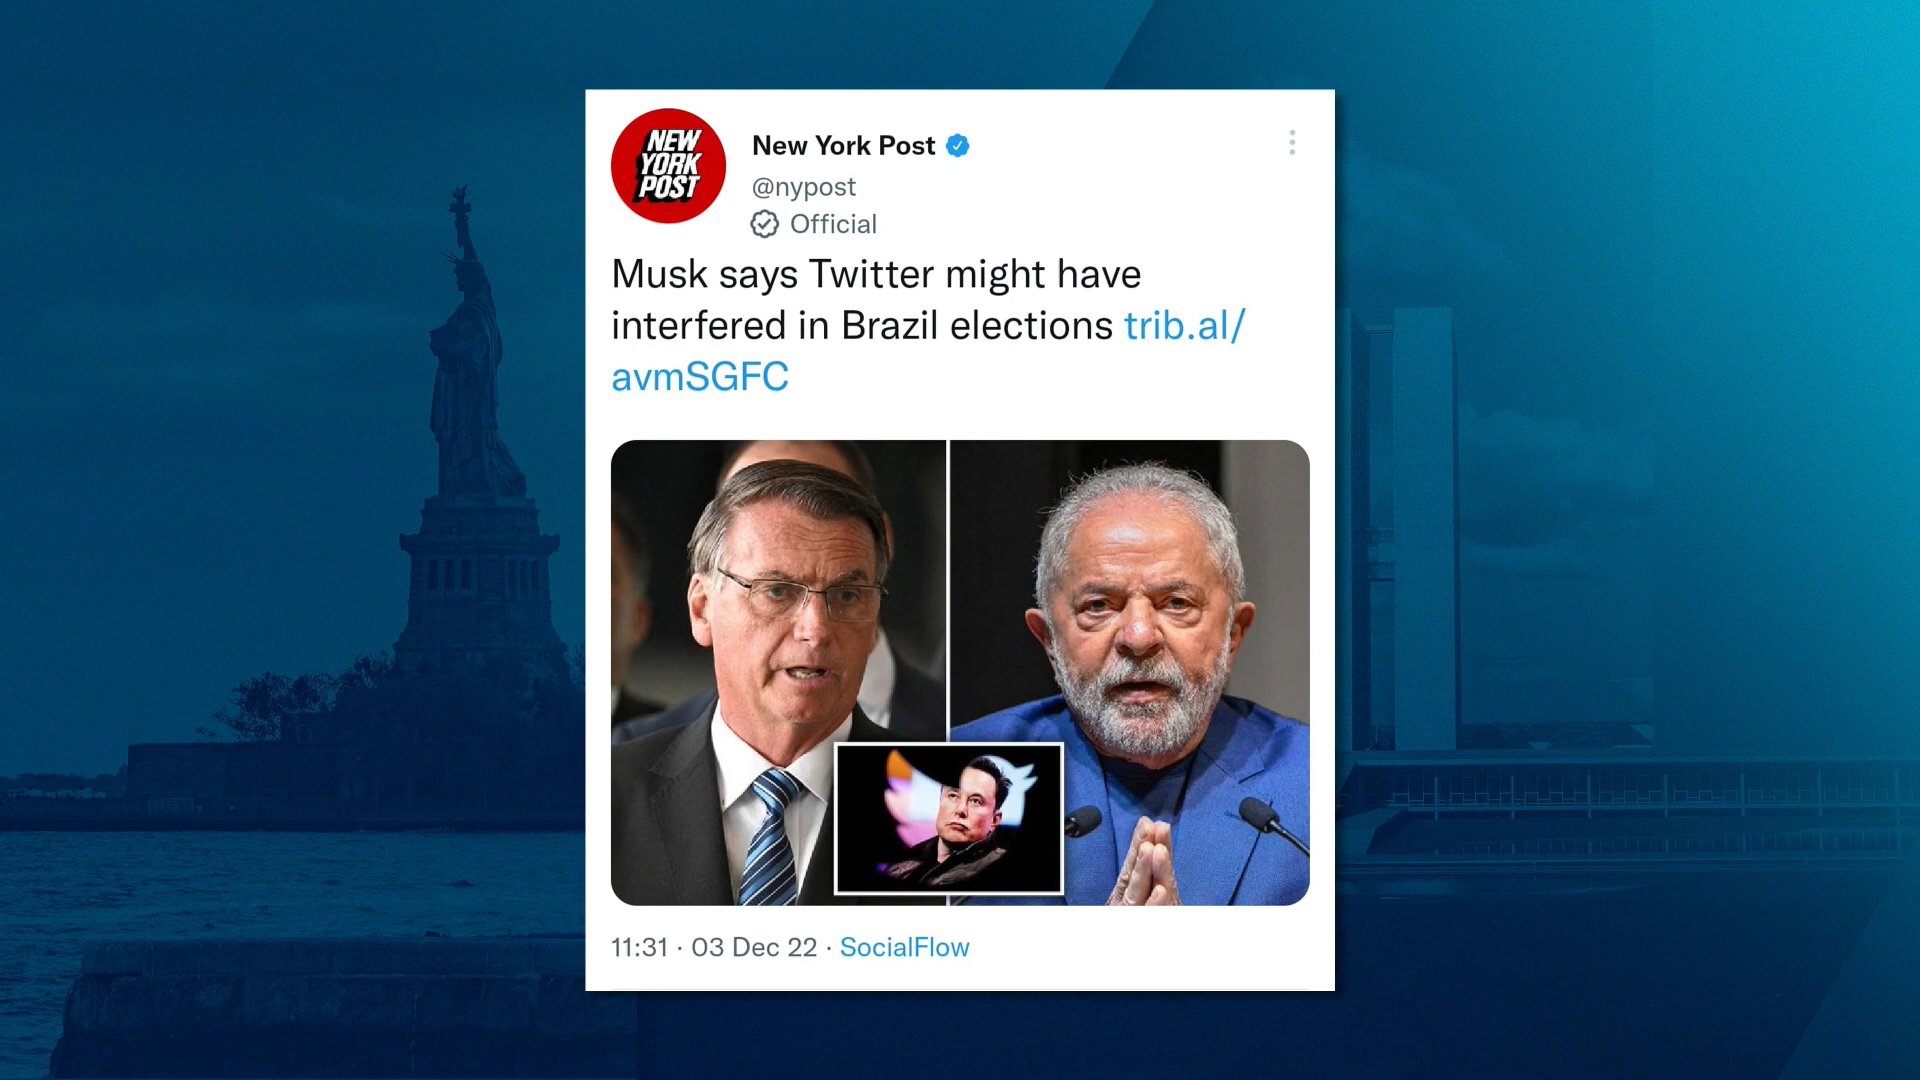 NEW
YORK
POST
New York Post
@nypost
Official
Musk says Twitter might have
interfered in Brazil elections trib.al/
avmSGFC
11:31 · 03 Dec 22 · SocialFlow